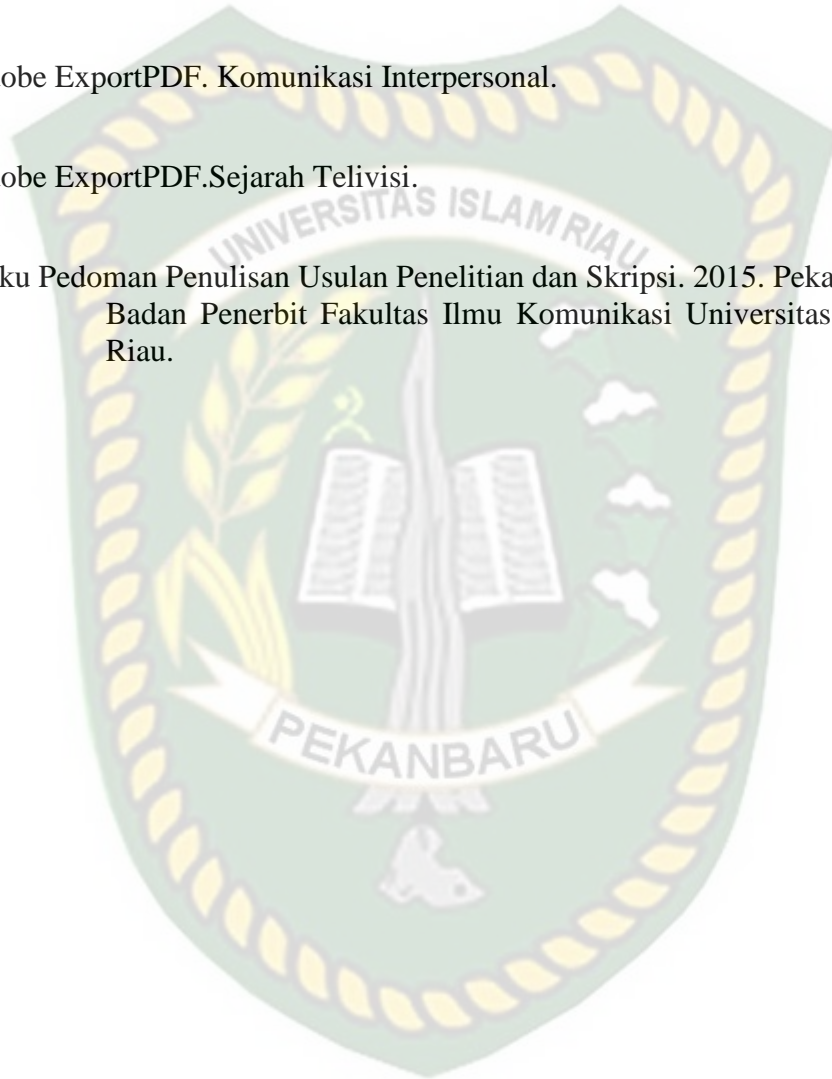 obe ExportPDF. Komunikasi Interpersonal.
obe ExportPDF.Sejarah Telivisi.
UNIVERSITAS ISLAM RIAU
ku Pedoman Penulisan Usulan Penelitian dan Skripsi. 2015. Peka
Badan Penerbit Fakultas Ilmu Komunikasi Universitas
Riau.
PEKANBARU